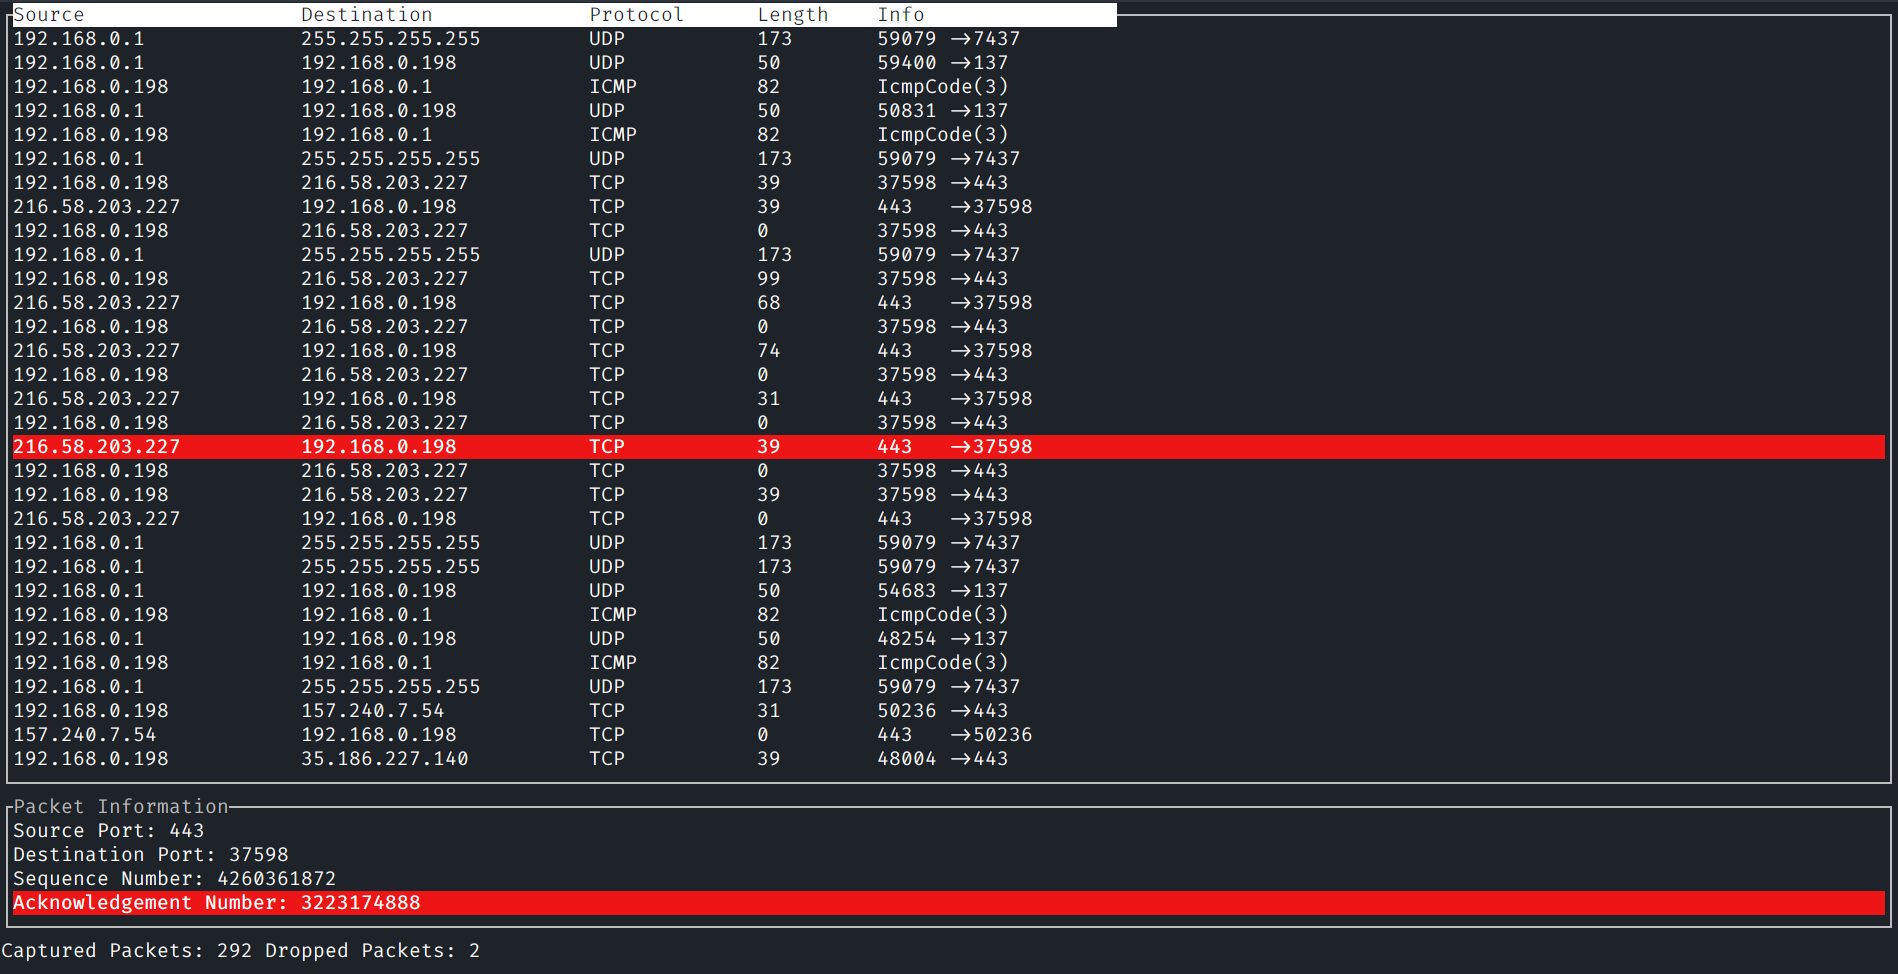 Source Destination Protocol Length Info
192.168.0.1 255.255.255.255 UDP 173 59079 →7437
192.168.0.1 192.168.0.198 UDP 50 59400 →137
192.168.0.198 192.168.0.1 ICMP 82 IcmpCode(3)
192.168.0.1 192.168.0.198 UDP 50 50831 →137
192.168.0.198 192.168.0.1 ICMP 82 IcmpCode(3)
192.168.0.1 255.255.255.255 UDP 173 59079 →7437
192.168.0.198 216.58.203.227 TCP 39 37598 →443
216.58.203.227 192.168.0.198 TCP 39 443 →37598
192.168.0.198 216.58.203.227 TCP 0 37598 →443
192.168.0.1 255.255.255.255 UDP 173 59079 →7437
192.168.0.198 216.58.203.227 TCP 99 37598 →443
216.58.203.227 192.168.0.198 TCP 68 443 →37598
192.168.0.198 216.58.203.227 TCP 0 37598 →443
216.58.203.227 192.168.0.198 TCP 74 443 →37598
192.168.0.198 216.58.203.227 TCP 0 37598 →443
216.58.203.227 192.168.0.198 TCP 31 443 →37598
192.168.0.198 216.58.203.227 TCP 0 37598 →443
216.58.203.227 192.168.0.198 TCP 39 443 →37598
192.168.0.198 216.58.203.227 TCP 0 37598 →443
192.168.0.198 216.58.203.227 TCP 39 37598 →443
216.58.203.227 192.168.0.198 TCP 0 443 →37598
192.168.0.1 255.255.255.255 UDP 173 59079 →7437
192.168.0.1 255.255.255.255 UDP 173 59079 →7437
192.168.0.1 192.168.0.198 UDP 50 54683 →137
192.168.0.198 192.168.0.1 ICMP 82 IcmpCode(3)
192.168.0.1 192.168.0.198 UDP 50 48254 →137
192.168.0.198 192.168.0.1 ICMP 82 IcmpCode(3)
192.168.0.1 255.255.255.255 UDP 173 59079 →7437
192.168.0.198 157.240.7.54 TCP 31 50236 →443
157.240.7.54 192.168.0.198 TCP 0 443 →50236
192.168.0.198 35.186.227.140 TCP 39 48004 →443
Packet Information
Source Port: 443
Destination Port: 37598
Sequence Number: 4260361872
Acknowledgement Number: 3223174888
Captured Packets: 292 Dropped Packets: 2